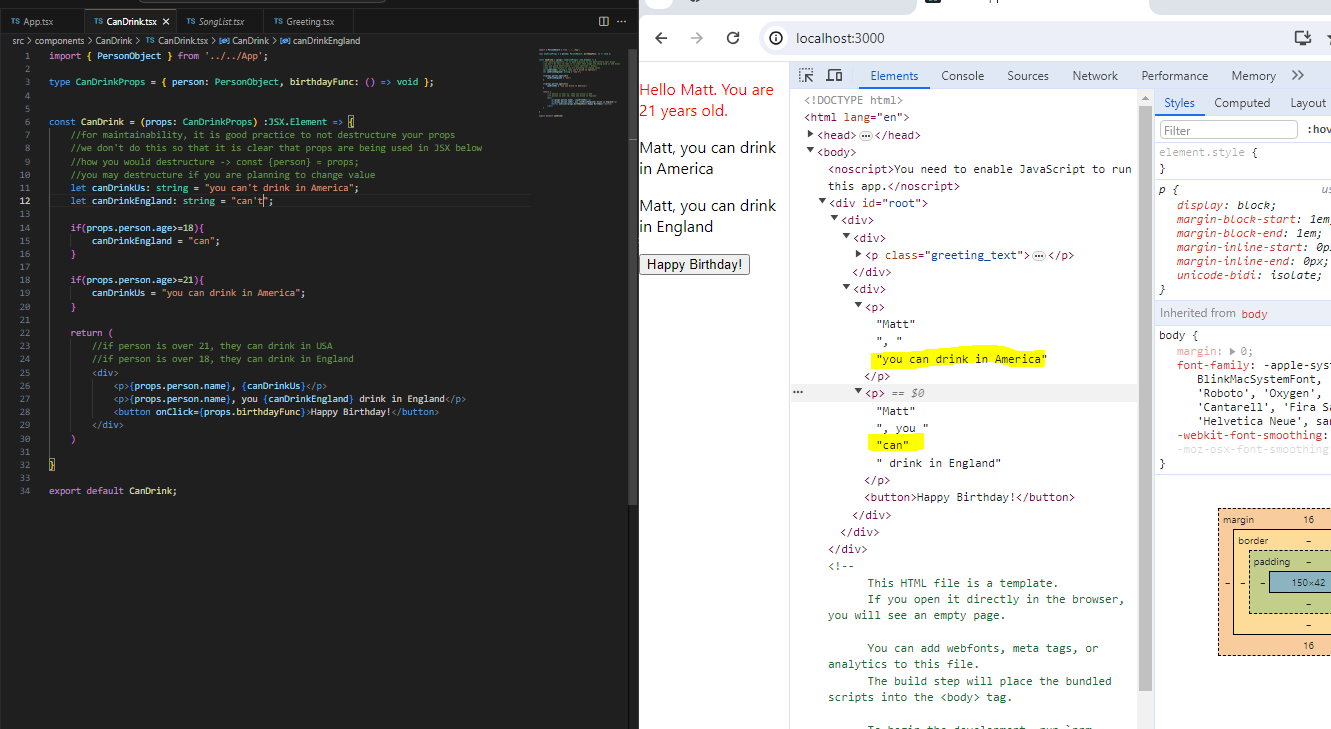 TS App.tsx TS CanDrink.tsx × TS SongList.tsx TS Greeting.tsx ···
src > components > CanDrink > TS CanDrink.tsx > CanDrink > canDrinkEngland
1 import { PersonObject } from '../../App';
2
3 type CanDrinkProps = { person: PersonObject, birthdayFunc: () => void };
4
5
6 const CanDrink = (props: CanDrinkProps) :JSX.Element => {
7 //for maintainability, it is good practice to not destructure your props
8 //we don't do this so that it is clear that props are being used in JSX below
9 //how you would destructure -> const {person} = props;
10 //you may destructure if you are planning to change value
11 let canDrinkUs: string = "you can't drink in America";
12 let canDrinkEngland: string = "can't";
13
14 if(props.person.age>=18){
15 canDrinkEngland = "can";
16 }
17
18 if(props.person.age>=21){
19 canDrinkUs = "you can drink in America";
20 }
21
22 return (
23 //if person is over 21, they can drink in USA
24 //if person is over 18, they can drink in England
25 <div>
26 <p>{props.person.name}, {canDrinkUs}</p>
27 <p>{props.person.name}, you {canDrinkEngland} drink in England</p>
28 <button onClick={props.birthdayFunc}>Happy Birthday!</button>
29 </div>
30 )
31
32 }
33
34 export default CanDrink;
localhost:3000
Hello Matt. You are
21 years old.
Matt, you can drink
in America
Matt, you can drink
in England
Happy Birthday!
Elements Console Sources Network Performance Memory »
<!DOCTYPE html>
<html lang="en">
<head> ··· </head>
<body>
<noscript>You need to enable JavaScript to run
this app.</noscript>
<div id="root">
<div>
<div>
<p class="greeting_text"> ··· </p>
</div>
<div>
<p>
"Matt"
", "
"you can drink in America"
</p>
··· <p> == $0
"Matt"
", you "
"can"
" drink in England"
</p>
<button>Happy Birthday!</button>
</div>
</div>
</div>
<!--
This HTML file is a template.
If you open it directly in the browser,
you will see an empty page.
You can add webfonts, meta tags, or
analytics to this file.
The build step will place the bundled
scripts into the <body> tag.
Styles Computed Layout
Filter :hov
element.style {
}
p { us
display: block;
margin-block-start: 1em;
margin-block-end: 1em;
margin-inline-start: 0px
margin-inline-end: 0px;
unicode-bidi: isolate;
}
Inherited from body
body {
margin: 0;
font-family: -apple-syst
BlinkMacSystemFont,
'Roboto', 'Oxygen',
'Cantarell', 'Fira Sa
'Helvetica Neue', san
-webkit-font-smoothing:
-moz-osx-font-smoothing
}
margin 16
border –
padding –
– – – 150×42
–
–
16